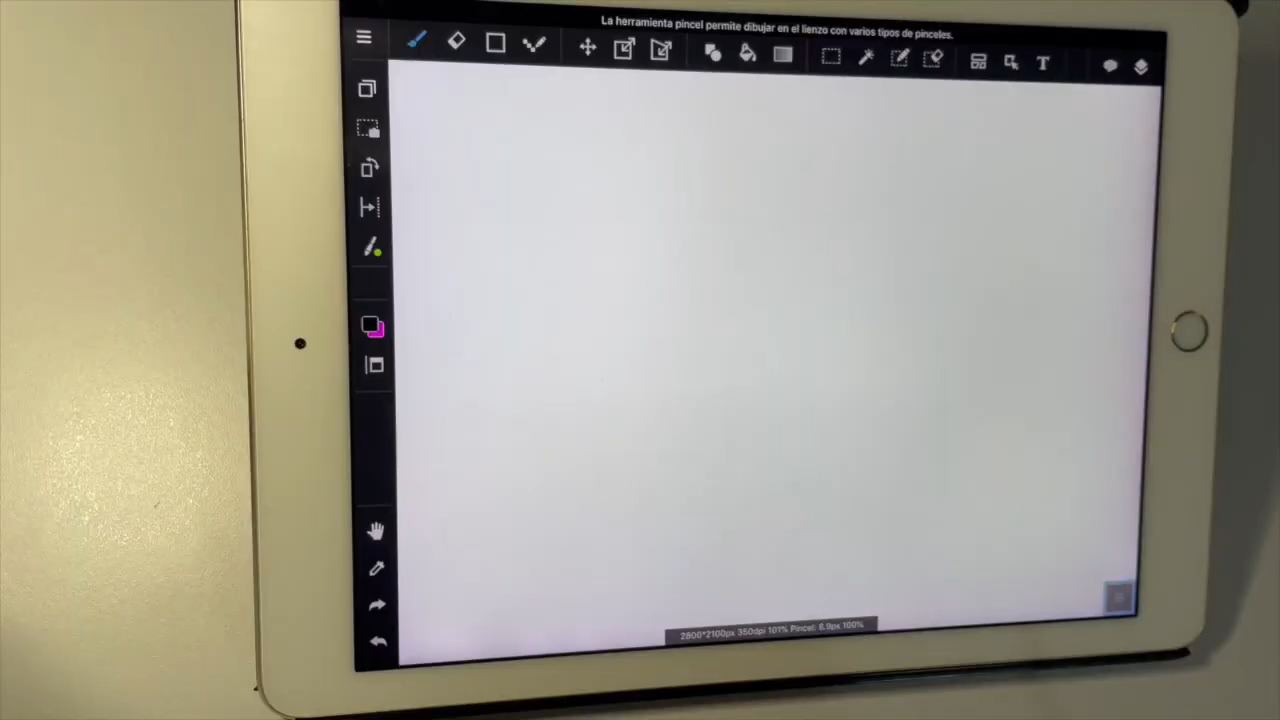 La herramienta pincel permite dibujar en el lienzo con varios tipos de pinceles.
T
2800*2100px 350dpi 101% Pincel: 8.9px 100%